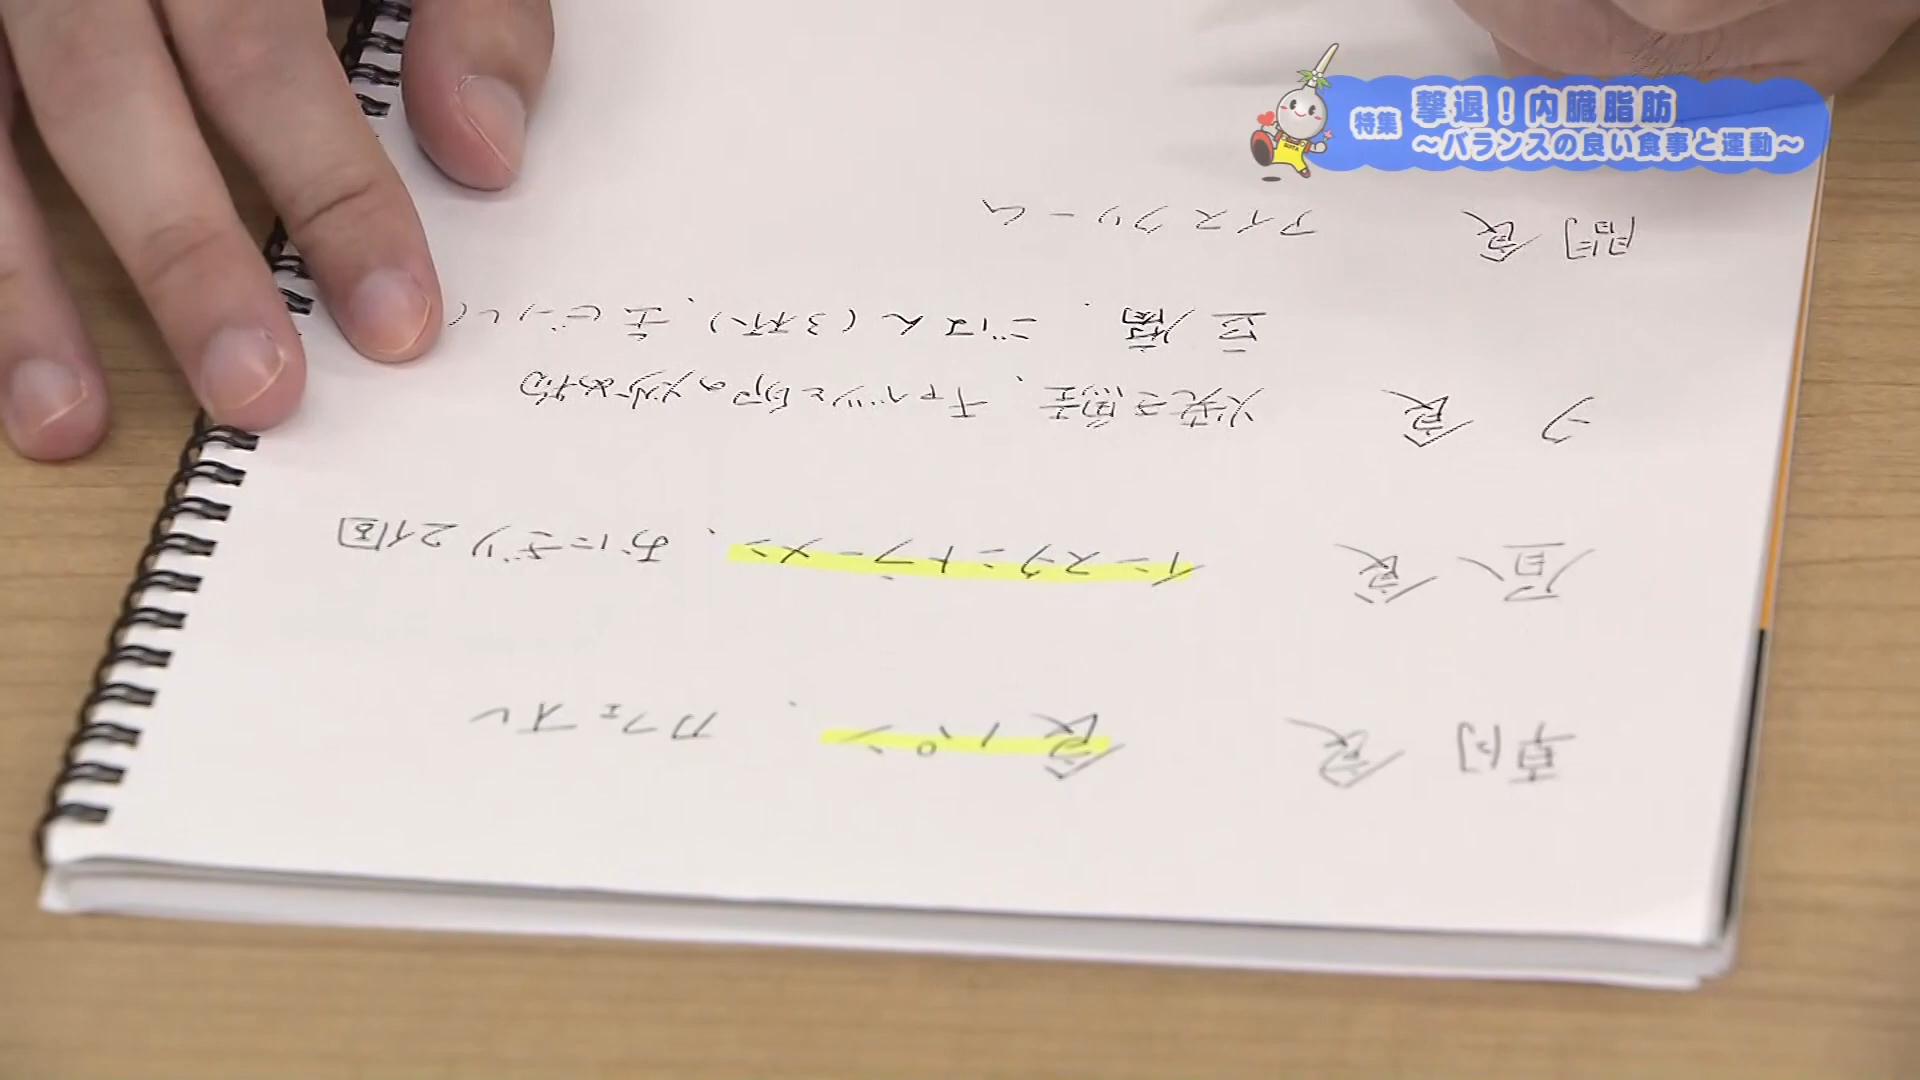 特集 撃退！内臓脂肪
～バランスの良い食事と運動～
朝食 食パン、カフェオレ
昼食 インスタントラーメン、おにぎり2個
夕食 焼き魚、キャベツと卵の炒め物
豆腐、ごはん(3杯)、缶ビール(
間食 アイスクリーム